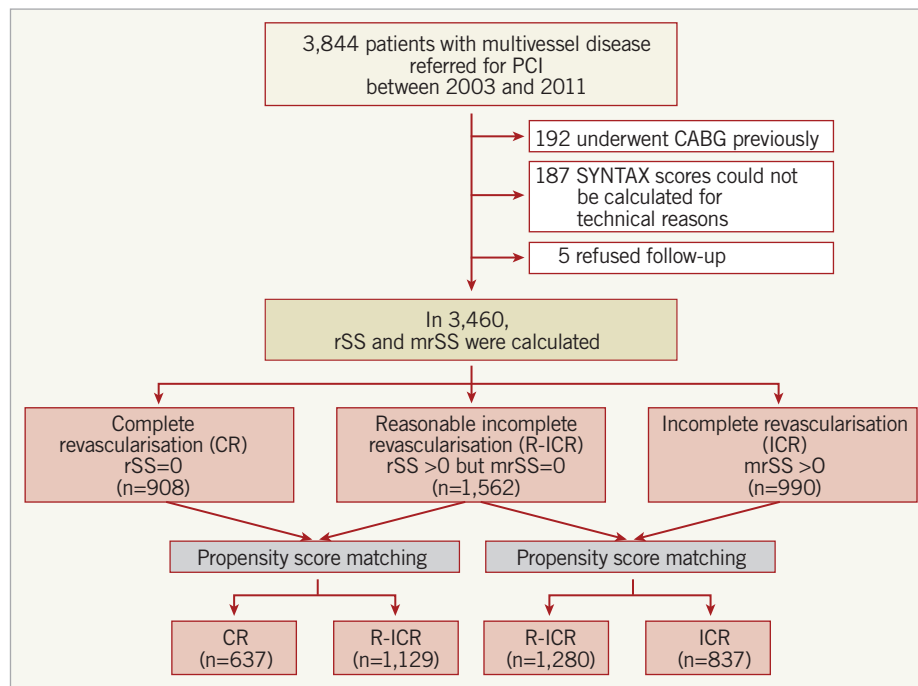 3,844 patients with multivessel disease
referred for PCI
between 2003 and 2011
192 underwent CABG previously
187 SYNTAX scores could not
be calculated for
technical reasons
5 refused follow-up
In 3,460,
rSS and mrSS were calculated
Complete
revascularisation (CR)
rSS=0
(n=908)
Reasonable incomplete
revascularisation (R-ICR)
rSS >0 but mrSS=0
(n=1,562)
Incomplete revascularisation
(ICR)
mrSS >0
(n=990)
Propensity score matching
Propensity score matching
CR
(n=637)
R-ICR
(n=1,129)
R-ICR
(n=1,280)
ICR
(n=837)